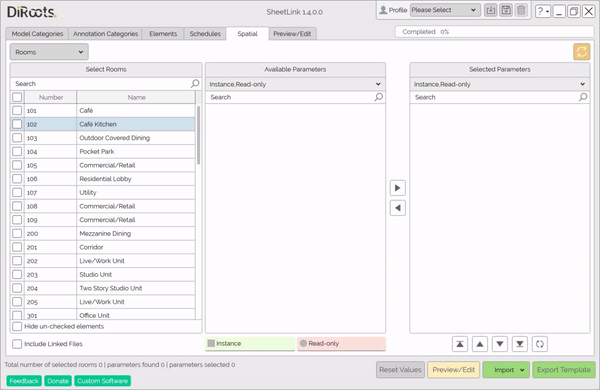 DiRoots.
SheetLink 1.4.0.0
Profile Please Select
?
Model Categories Annotation Categories Elements Schedules Spatial Preview/Edit
Completed 0%
Rooms
Select Rooms Available Parameters Selected Parameters
Search Instance,Read-only Instance,Read-only
Number Name Search Search
101 Café
102 Café Kitchen
103 Outdoor Covered Dining
104 Pocket Park
105 Commercial/Retail
106 Residential Lobby
107 Utility
108 Commercial/Retail
109 Commercial/Retail
200 Mezzanine Dining
201 Corridor
202 Live/Work Unit
203 Studio Unit
204 Two Story Studio Unit
205 Live/Work Unit
301 Office Unit
Hide un-checked elements
Include Linked Files Instance Read-only
Total number of selected rooms 0 | parameters found 0 | parameters selected 0
Reset Values Preview/Edit Import Export Template
Feedback Donate Custom Software